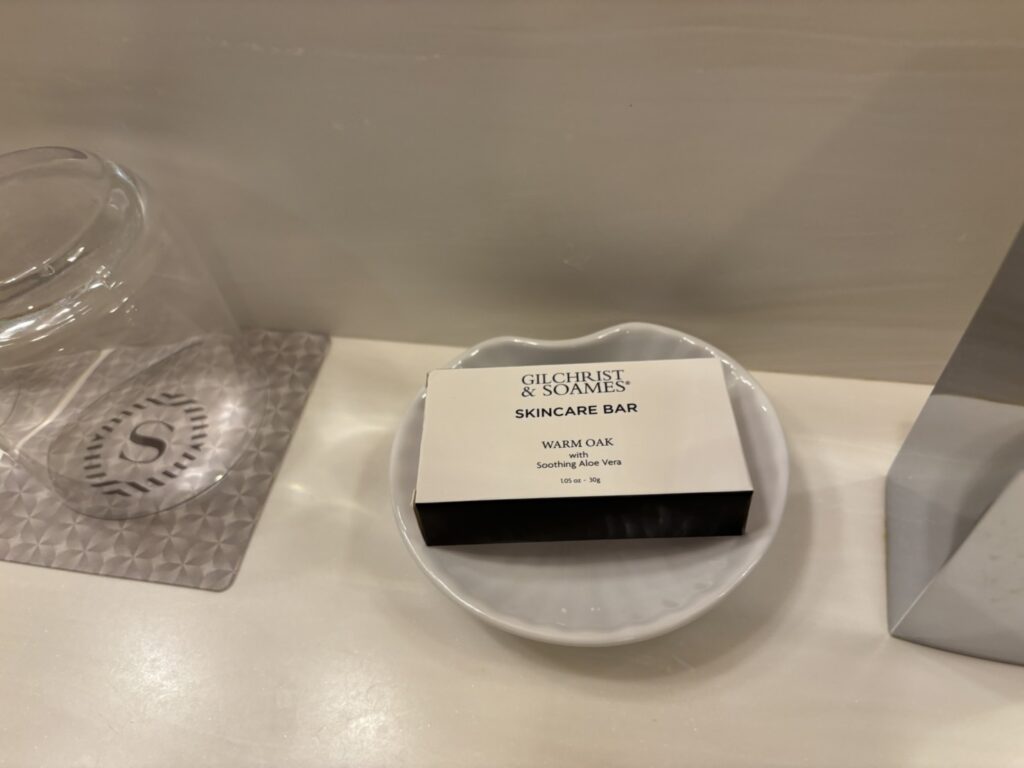 S
GILCHRIST
& SOAMES®
SKINCARE BAR
WARM OAK
with
Soothing Aloe Vera
1.05 oz - 30g